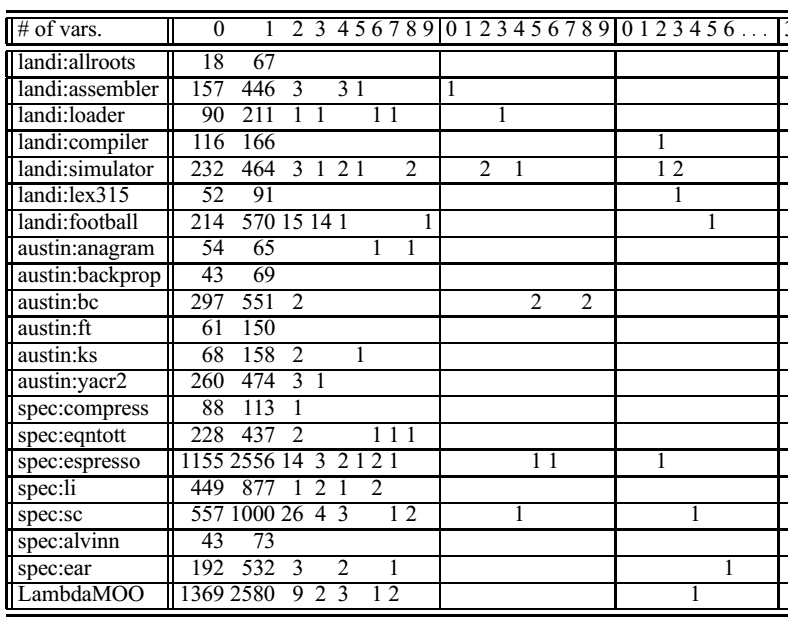 # of vars. 0 1 2 3 4 5 6 7 8 9 0 1 2 3 4 5 6 7 8 9 0 1 2 3 4 5 6 . . .
landi:allroots 18 67
landi:assembler 157 446 3 3 1 1
landi:loader 90 211 1 1 1 1 1
landi:compiler 116 166 1
landi:simulator 232 464 3 1 2 1 2 2 1 1 2
landi:lex315 52 91 1
landi:football 214 570 15 14 1 1 1
austin:anagram 54 65 1 1
austin:backprop 43 69
austin:bc 297 551 2 2 2
austin:ft 61 150
austin:ks 68 158 2 1
austin:yacr2 260 474 3 1
spec:compress 88 113 1
spec:eqntott 228 437 2 1 1 1
spec:espresso 1155 2556 14 3 2 1 2 1 1 1 1
spec:li 449 877 1 2 1 2
spec:sc 557 1000 26 4 3 1 2 1 1
spec:alvinn 43 73
spec:ear 192 532 3 2 1 1
LambdaMOO 1369 2580 9 2 3 1 2 1